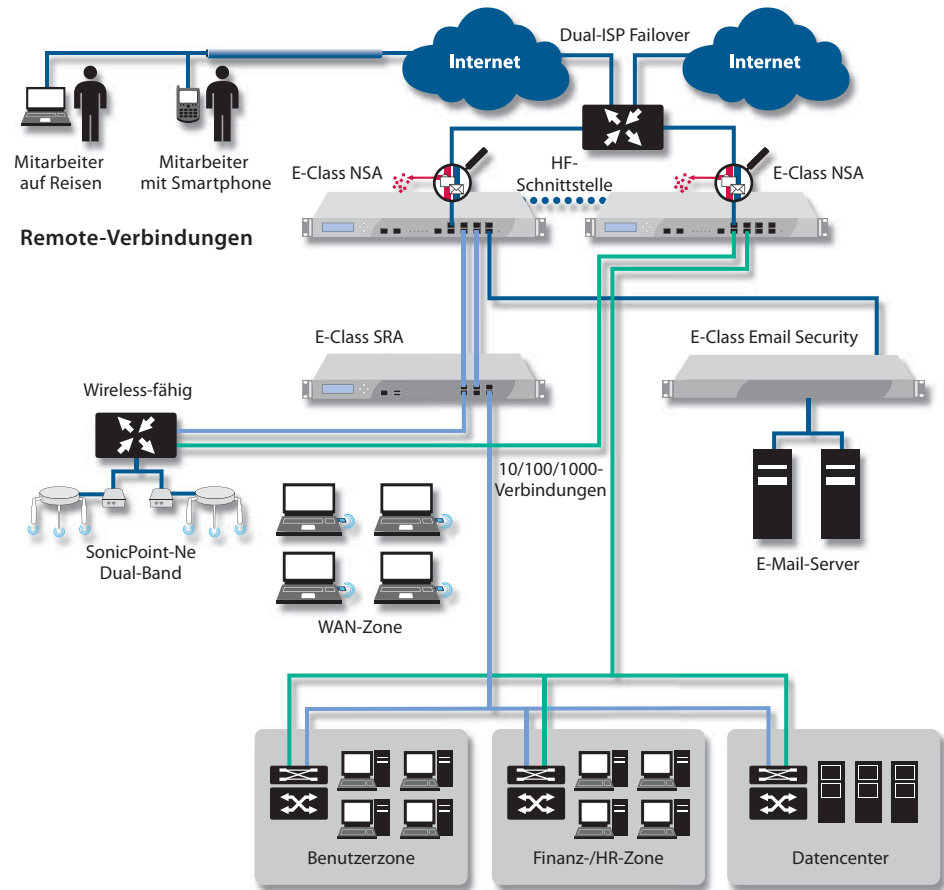 Dual-ISP Failover
Internet
Internet
Mitarbeiter
auf Reisen
Mitarbeiter
mit Smartphone
E-Class NSA
HF-
Schnittstelle
E-Class NSA
Remote-Verbindungen
E-Class SRA
E-Class Email Security
Wireless-fähig
10/100/1000-
Verbindungen
SonicPoint-Ne
Dual-Band
E-Mail-Server
WAN-Zone
Benutzerzone
Finanz-/HR-Zone
Datencenter